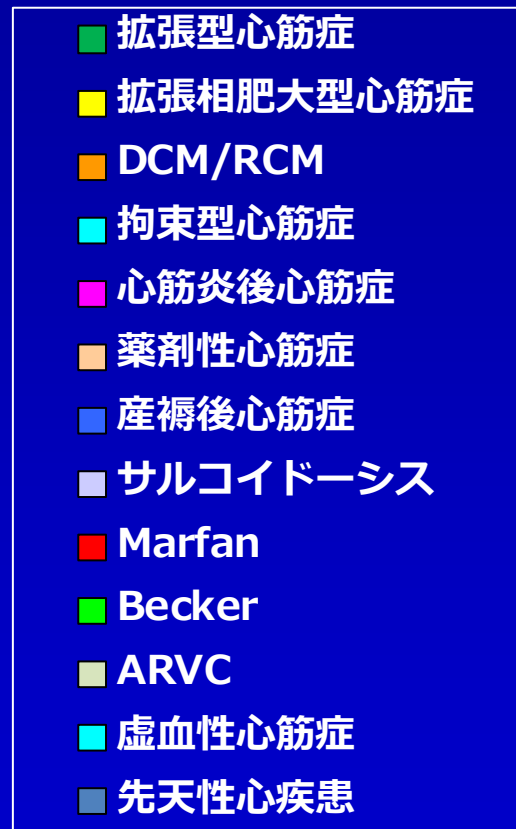 拡張型心筋症
拡張相肥大型心筋症
DCM/RCM
拘束型心筋症
心筋炎後心筋症
薬剤性心筋症
産褥後心筋症
サルコイドーシス
Marfan
Becker
ARVC
虚血性心筋症
先天性心疾患